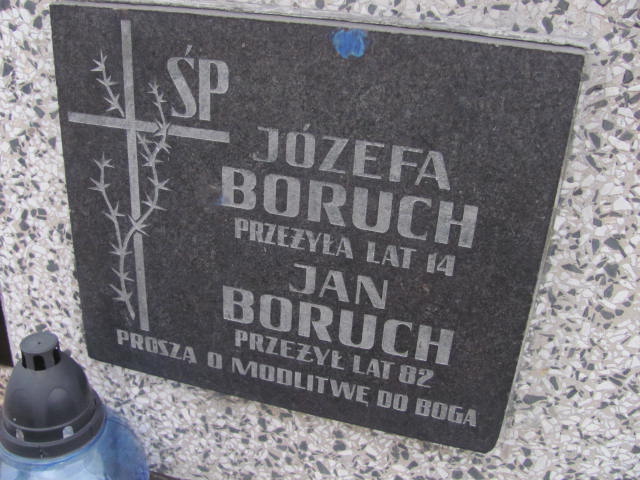 ŚP
JÓZEFA
BORUCH
PRZEŻYŁA LAT 14
JAN
BORUCH
PRZEŻYŁ LAT 82
PROSZĄ O MODLITWĘ DO BOGA